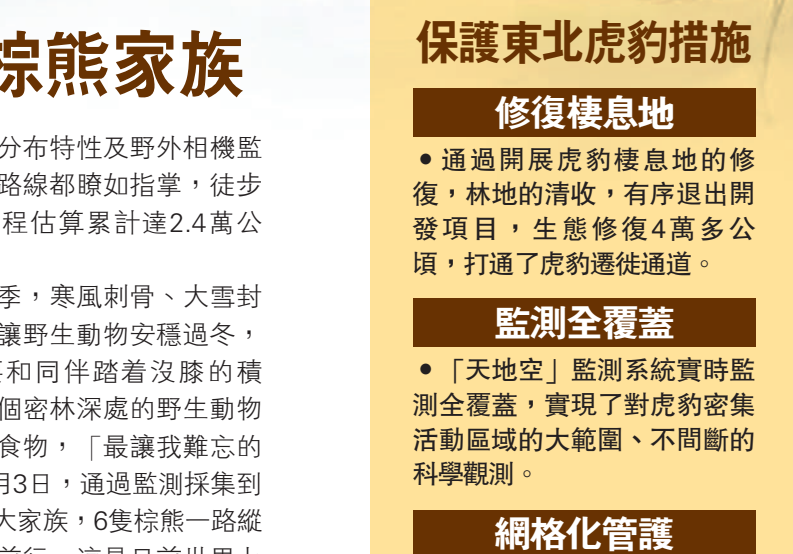 棕熊家族
分布特性及野外相機監
路線都瞭如指掌，徒步
程估算累計達2.4萬公
季，寒風刺骨、大雪封
讓野生動物安穩過冬，
和同伴踏着沒膝的積
個密林深處的野生動物
食物，「最讓我難忘的
月3日，通過監測採集到
大家族，6隻棕熊一路縱
保護東北虎豹措施
修復棲息地
●通過開展虎豹棲息地的修
復，林地的清收，有序退出開
發項目，生態修復4萬多公
頃，打通了虎豹遷徙通道。
監測全覆蓋
●「天地空」監測系統實時監
測全覆蓋，實現了對虎豹密集
活動區域的大範圍、不間斷的
科學觀測。
網格化管護